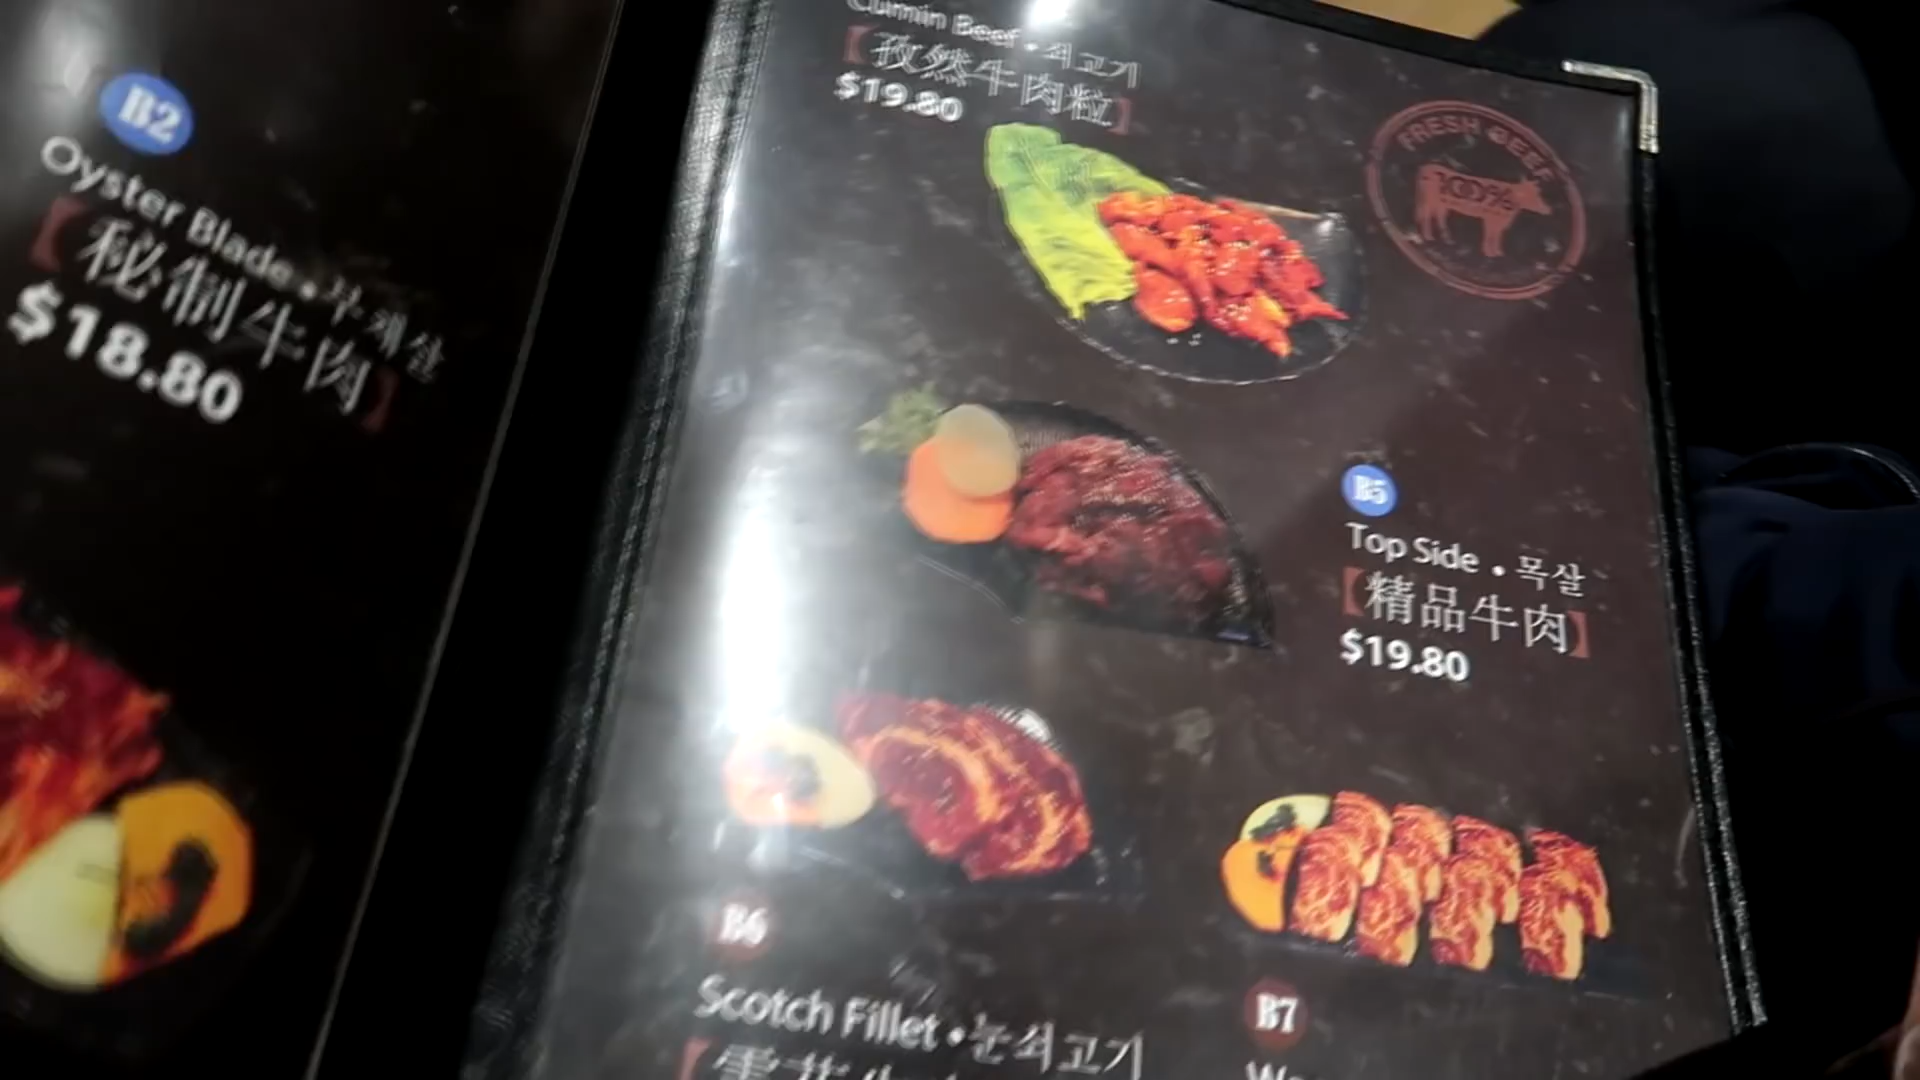 B2
Oyster Blade • 부채살
【秘制牛肉】
$18.80
Cumin Beef • 쇠고기
【孜然牛肉粒】
$19.80
FRESH BEEF
100%
B5
Top Side • 목살
【精品牛肉】
$19.80
B6
Scotch Fillet • 눈쇠고기
B7